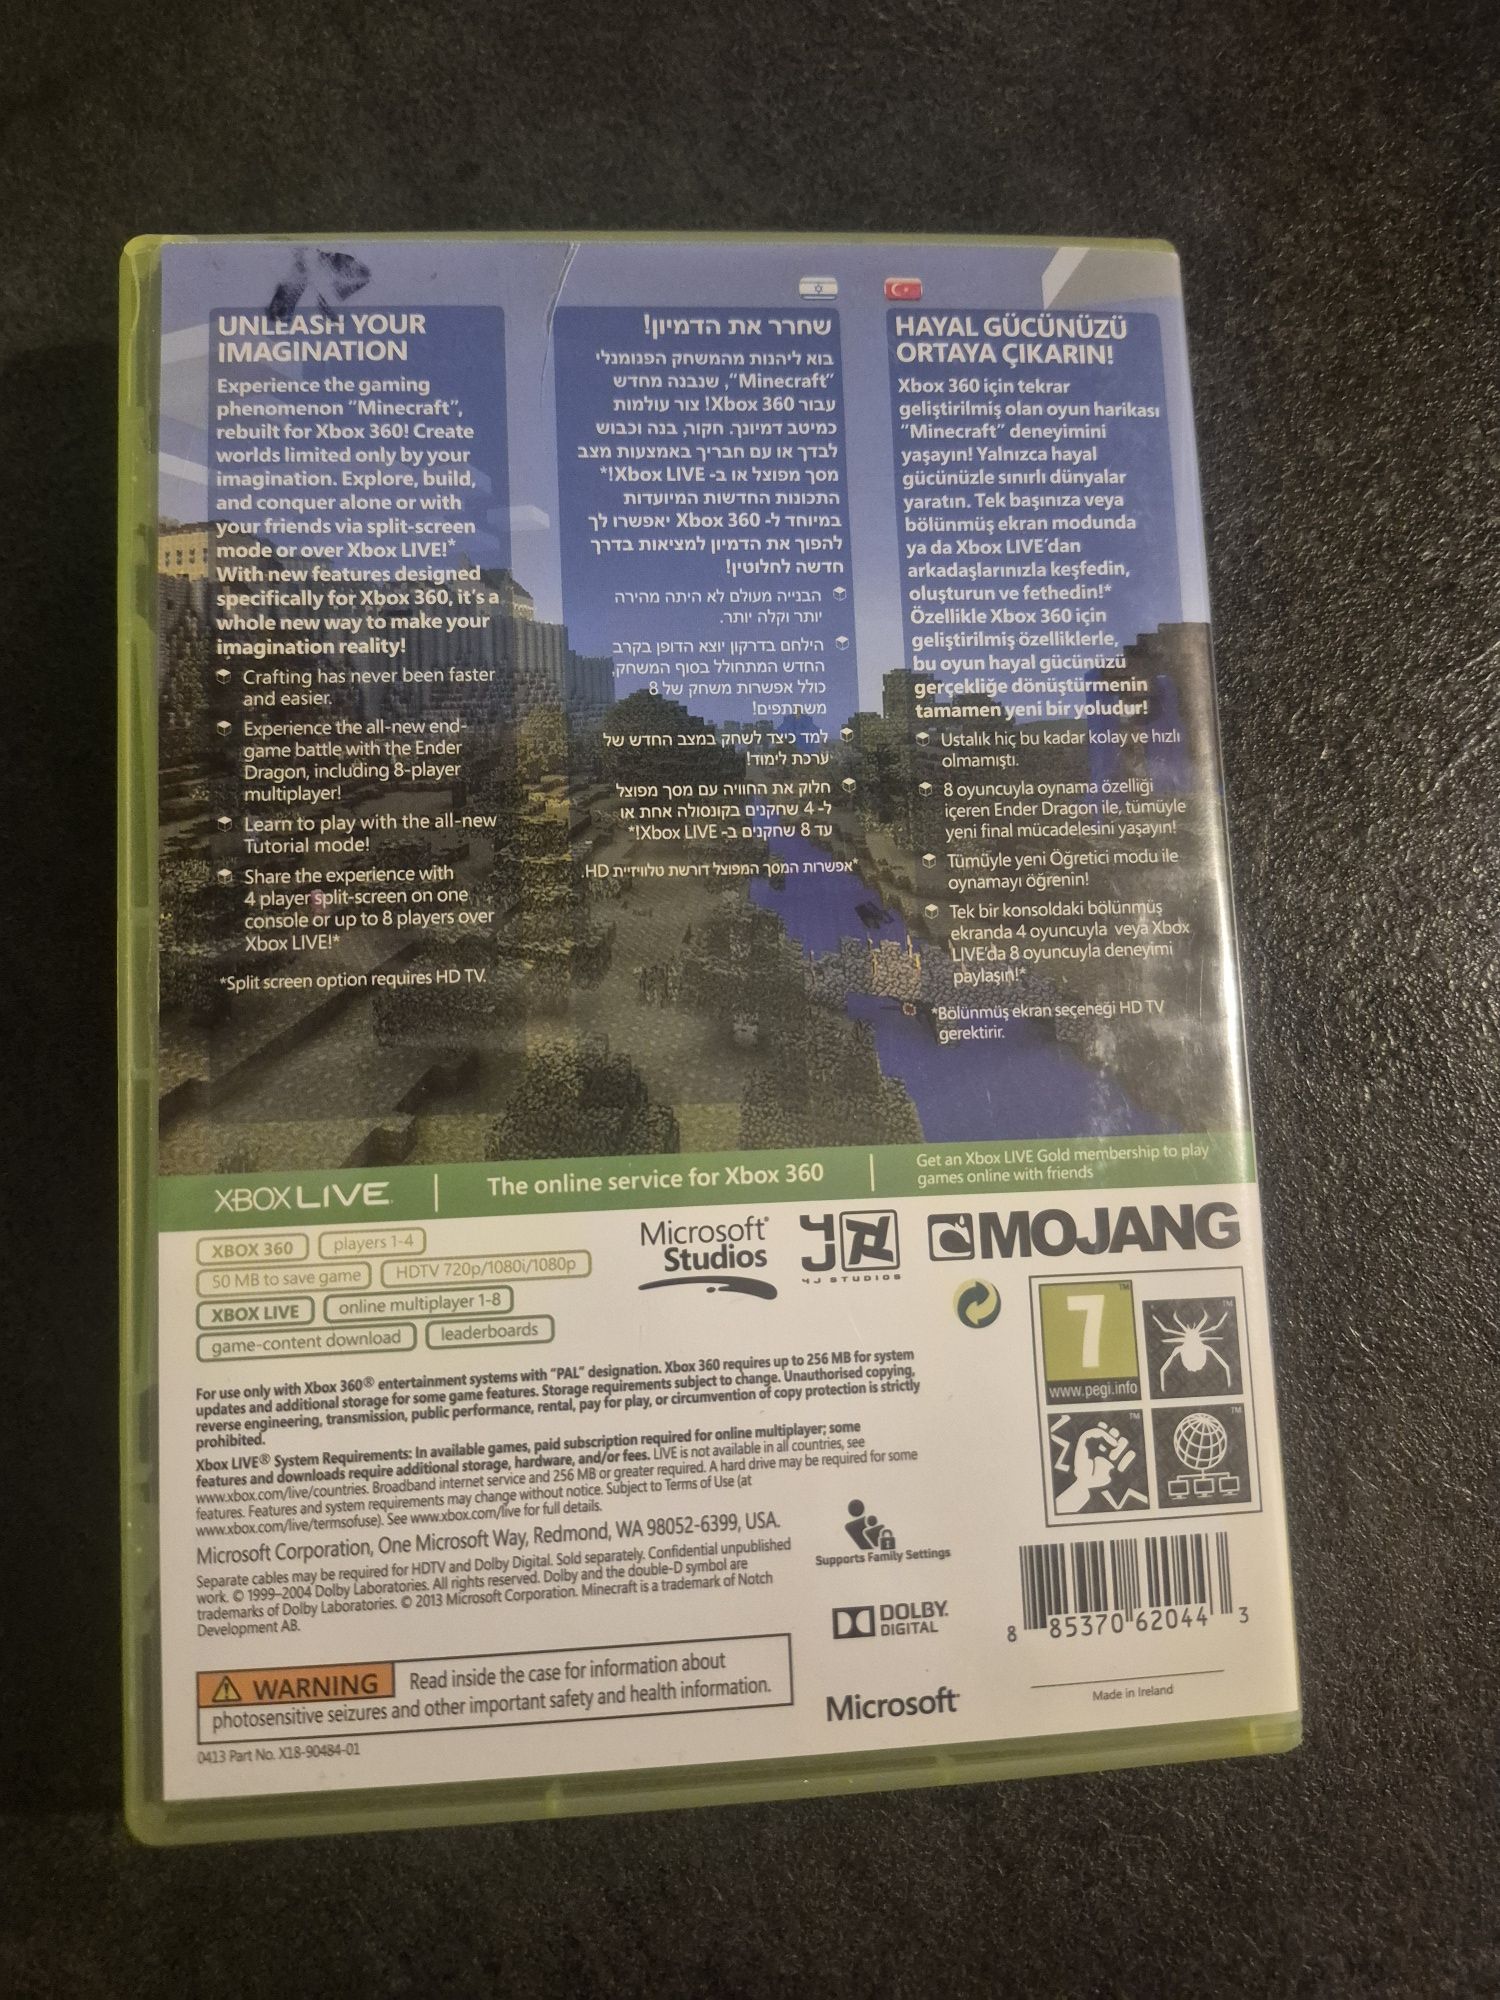 UNLEASH YOUR
IMAGINATION
Experience the gaming
phenomenon "Minecraft",
rebuilt for Xbox 360! Create
worlds limited only by your
imagination. Explore, build,
and conquer alone or with
your friends via split-screen
mode or over Xbox LIVE!*
With new features designed
specifically for Xbox 360, it's a
whole new way to make your
imagination reality!
Crafting has never been faster
and easier.
Experience the all-new end-
game battle with the Ender
Dragon, including 8-player
multiplayer!
Learn to play with the all-new
Tutorial mode!
Share the experience with
4 player split-screen on one
console or up to 8 players over
Xbox LIVE!*
*Split screen option requires HD TV.
שחרר את הדמיון!
בוא ליהנות מהמשחק הפנומנלי
"Minecraft", שנבנה מחדש
עבור Xbox 360! צור עולמות
כמיטב דמיונך. חקור, בנה וכבוש
לבדך או עם חבריך באמצעות מצב
מסך מפוצל או ב- Xbox LIVE!*
התכונות החדשות המיועדות
במיוחד ל- Xbox 360 יאפשרו לך
להפוך את הדמיון למציאות בדרך
חדשה לחלוטין!
הבנייה מעולם לא היתה מהירה
יותר וקלה יותר.
הילחם בדרקון יוצא הדופן בקרב
החדש המתחולל בסוף המשחק,
כולל אפשרות משחק של 8
משתתפים!
למד כיצד לשחק במצב החדש של
ערכת לימוד!
חלוק את החוויה עם מסך מפוצל
ל- 4 שחקנים בקונסולה אחת או
עד 8 שחקנים ב- Xbox LIVE!*
*אפשרות המסך המפוצל דורשת טלוויזיית HD.
HAYAL GÜCÜNÜZÜ
ORTAYA ÇIKARIN!
Xbox 360 için tekrar
geliştirilmiş olan oyun harikası
"Minecraft" deneyimini
yaşayın! Yalnızca hayal
gücünüzle sınırlı dünyalar
yaratın. Tek başınıza veya
bölünmüş ekran modunda
ya da Xbox LIVE'dan
arkadaşlarınızla keşfedin,
oluşturun ve fethedin!*
Özellikle Xbox 360 için
geliştirilmiş özelliklerle,
bu oyun hayal gücünüzü
gerçekliğe dönüştürmenin
tamamen yeni bir yoludur!
Ustalık hiç bu kadar kolay ve hızlı
olmamıştı.
8 oyuncuyla oynama özelliği
içeren Ender Dragon ile, tümüyle
yeni final mücadelesini yaşayın!
Tümüyle yeni Öğretici modu ile
oynamayı öğrenin!
Tek bir konsoldaki bölünmüş
ekranda 4 oyuncuyla veya Xbox
LIVE'da 8 oyuncuyla deneyimi
paylaşın!*
*Bölünmüş ekran seçeneği HD TV
gerektirir.
XBOX LIVE
The online service for Xbox 360
Get an Xbox LIVE Gold membership to play
games online with friends
XBOX 360 players 1-4
50 MB to save game HDTV 720p/1080i/1080p
XBOX LIVE online multiplayer 1-8
game-content download leaderboards
Microsoft
Studios
4J
4J STUDIOS
MOJANG
For use only with Xbox 360® entertainment systems with "PAL" designation. Xbox 360 requires up to 256 MB for system
updates and additional storage for some game features. Storage requirements subject to change. Unauthorised copying,
reverse engineering, transmission, public performance, rental, pay for play, or circumvention of copy protection is strictly
prohibited.
Xbox LIVE® System Requirements: In available games, paid subscription required for online multiplayer; some
features and downloads require additional storage, hardware, and/or fees. LIVE is not available in all countries, see
www.xbox.com/live/countries. Broadband internet service and 256 MB or greater required. A hard drive may be required for some
features. Features and system requirements may change without notice. Subject to Terms of Use (at
www.xbox.com/live/termsofuse). See www.xbox.com/live for full details.
Microsoft Corporation, One Microsoft Way, Redmond, WA 98052-6399, USA.
Separate cables may be required for HDTV and Dolby Digital. Sold separately. Confidential unpublished
work. © 1999–2004 Dolby Laboratories. All rights reserved. Dolby and the double-D symbol are
trademarks of Dolby Laboratories. © 2013 Microsoft Corporation. Minecraft is a trademark of Notch
Development AB.
WARNING Read inside the case for information about
photosensitive seizures and other important safety and health information.
0413 Part No. X18-90484-01
7
www.pegi.info
Supports Family Settings
DOLBY
DIGITAL
Microsoft
8 85370 62044 3
Made in Ireland